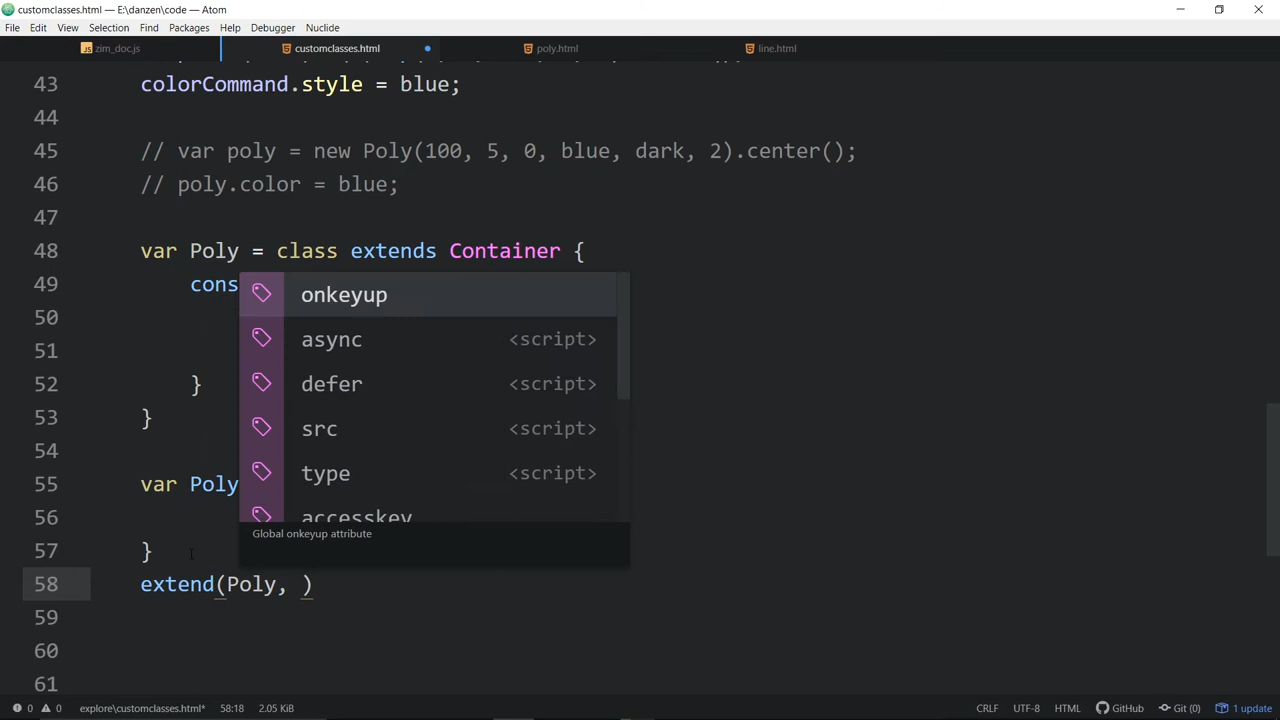 customclasses.html — E:\danzen\code — Atom
File Edit View Selection Find Packages Help Debugger Nuclide
zim_doc.js customclasses.html poly.html line.html
43 colorCommand.style = blue;
44
45 // var poly = new Poly(100, 5, 0, blue, dark, 2).center();
46 // poly.color = blue;
47
48 var Poly = class extends Container {
49 cons
onkeyup
50
async <script>
51
defer <script>
52 }
53 }
src <script>
54
type <script>
55 var Poly
56
accesskey
Global onkeyup attribute
57 }
58 extend(Poly, )
59
60
61
0 0 explore\customclasses.html* 58:18 2.05 KiB CRLF UTF-8 HTML GitHub Git (0) 1 update